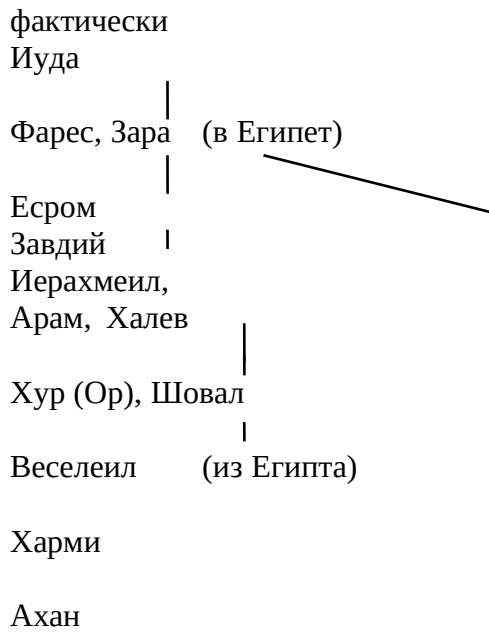 фактически
Иуда
Фарес, Зара (в Египет)
Есром
Завдий
Иерахмеил,
Арам, Халев
Хур (Ор), Шовал
Веселеил (из Египта)
Харми
Ахан